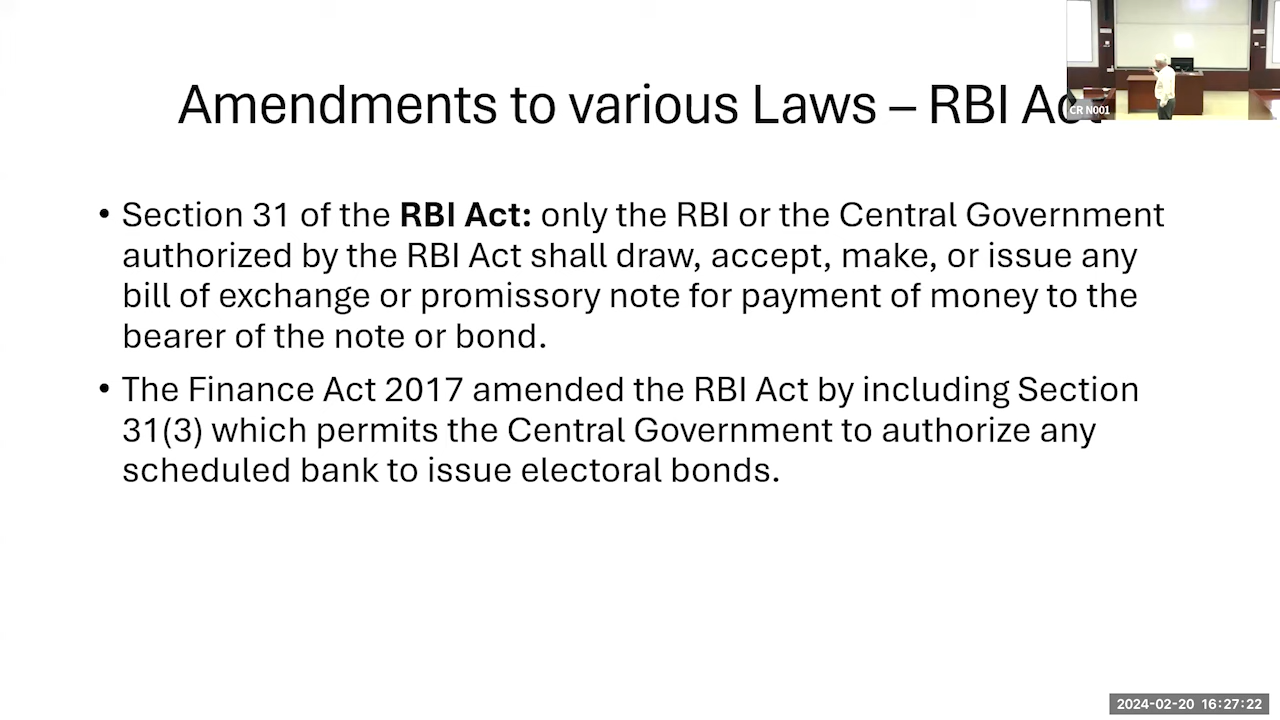 Amendments to various Laws – RBI Act
CR N001
• Section 31 of the RBI Act: only the RBI or the Central Government
authorized by the RBI Act shall draw, accept, make, or issue any
bill of exchange or promissory note for payment of money to the
bearer of the note or bond.
• The Finance Act 2017 amended the RBI Act by including Section
31(3) which permits the Central Government to authorize any
scheduled bank to issue electoral bonds.
2024-02-20 16:27:22